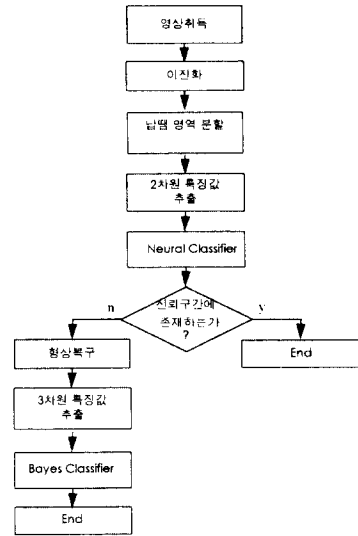 영상취득
이진화
납땜 영역 분할
2차원 특징값
추출
Neural Classifier
신뢰구간에
존재하는가
?
n
y
형상복구
End
3차원 특징값
추출
Bayes Classifier
End